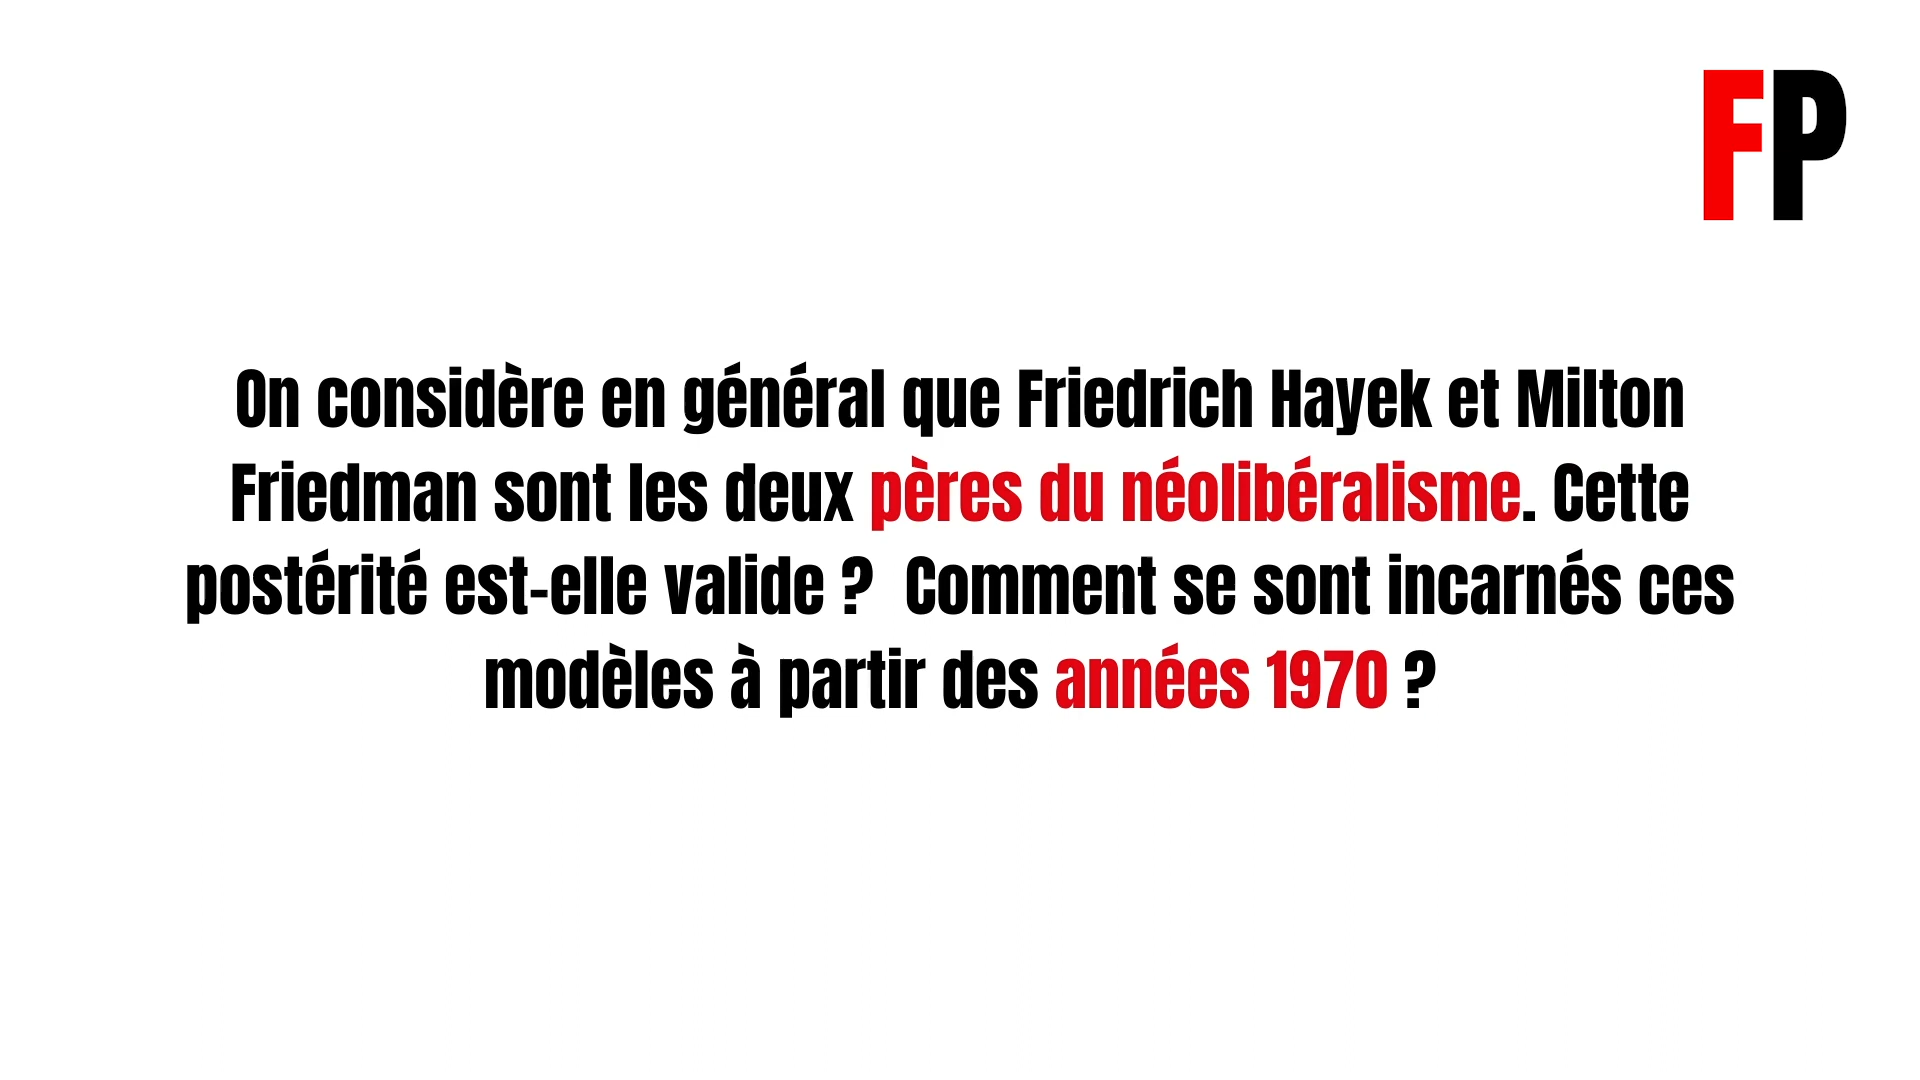 FP
On considère en général que Friedrich Hayek et Milton
Friedman sont les deux pères du néolibéralisme. Cette
postérité est-elle valide ?  Comment se sont incarnés ces
modèles à partir des années 1970 ?